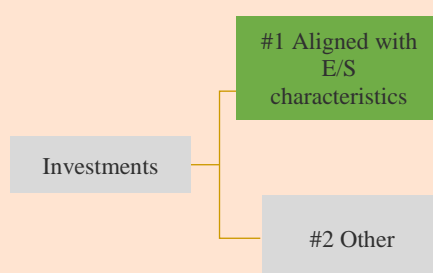 #1 Aligned with
E/S
characteristics
Investments
#2 Other